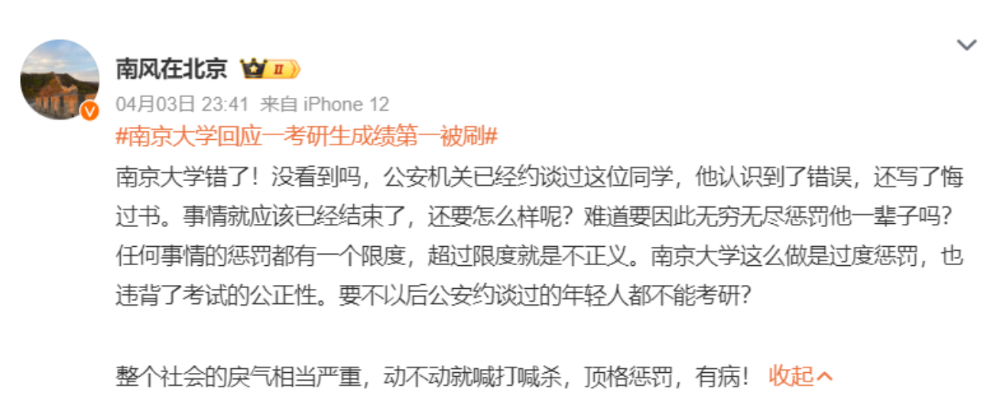 南风在北京 II
04月03日 23:41 来自 iPhone 12
#南京大学回应一考研生成绩第一被刷#
南京大学错了！没看到吗，公安机关已经约谈过这位同学，他认识到了错误，还写了悔
过书。事情就应该已经结束了，还要怎么样呢？难道要因此无穷无尽惩罚他一辈子吗？
任何事情的惩罚都有一个限度，超过限度就是不正义。南京大学这么做是过度惩罚，也
违背了考试的公正性。要不以后公安约谈过的年轻人都不能考研？
整个社会的戾气相当严重，动不动就喊打喊杀，顶格惩罚，有病！ 收起